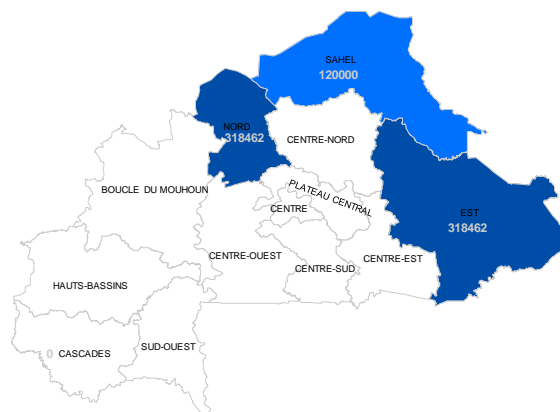 SAHEL
120000
NORD
318462
CENTRE-NORD
BOUCLE DU MOUHOUN
PLATEAU CENTRAL
CENTRE
EST
318462
CENTRE-OUEST
CENTRE-EST
CENTRE-SUD
HAUTS-BASSINS
SUD-OUEST
0 CASCADES